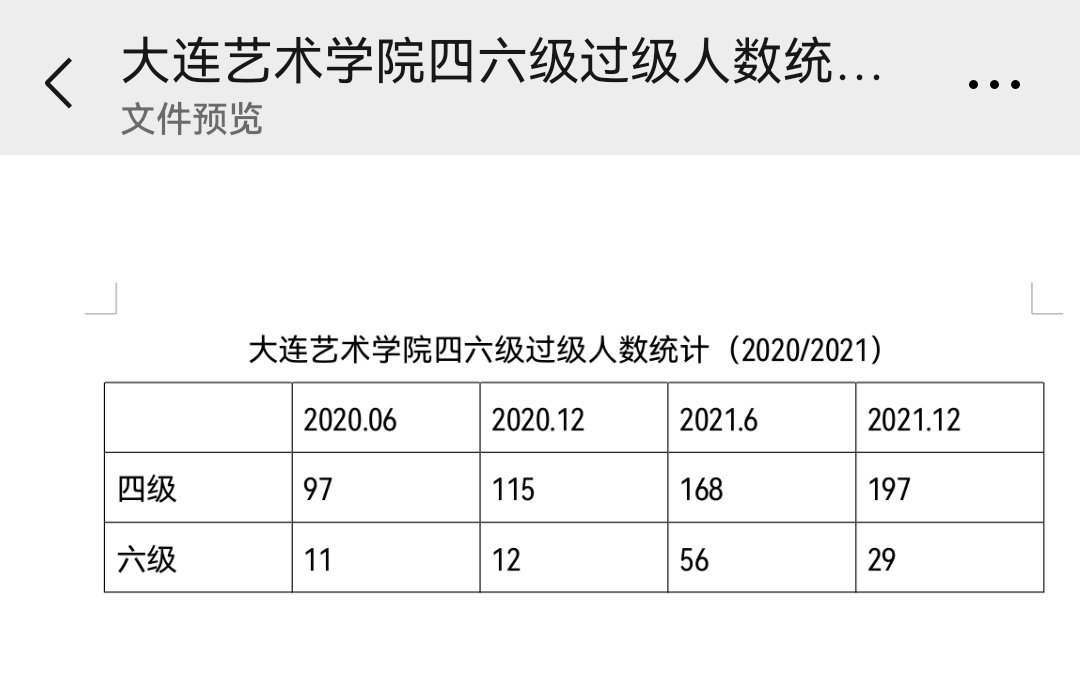 大连艺术学院四六级过级人数统...
文件预览
大连艺术学院四六级过级人数统计（2020/2021）
2020.06 2020.12 2021.6 2021.12
四级 97 115 168 197
六级 11 12 56 29